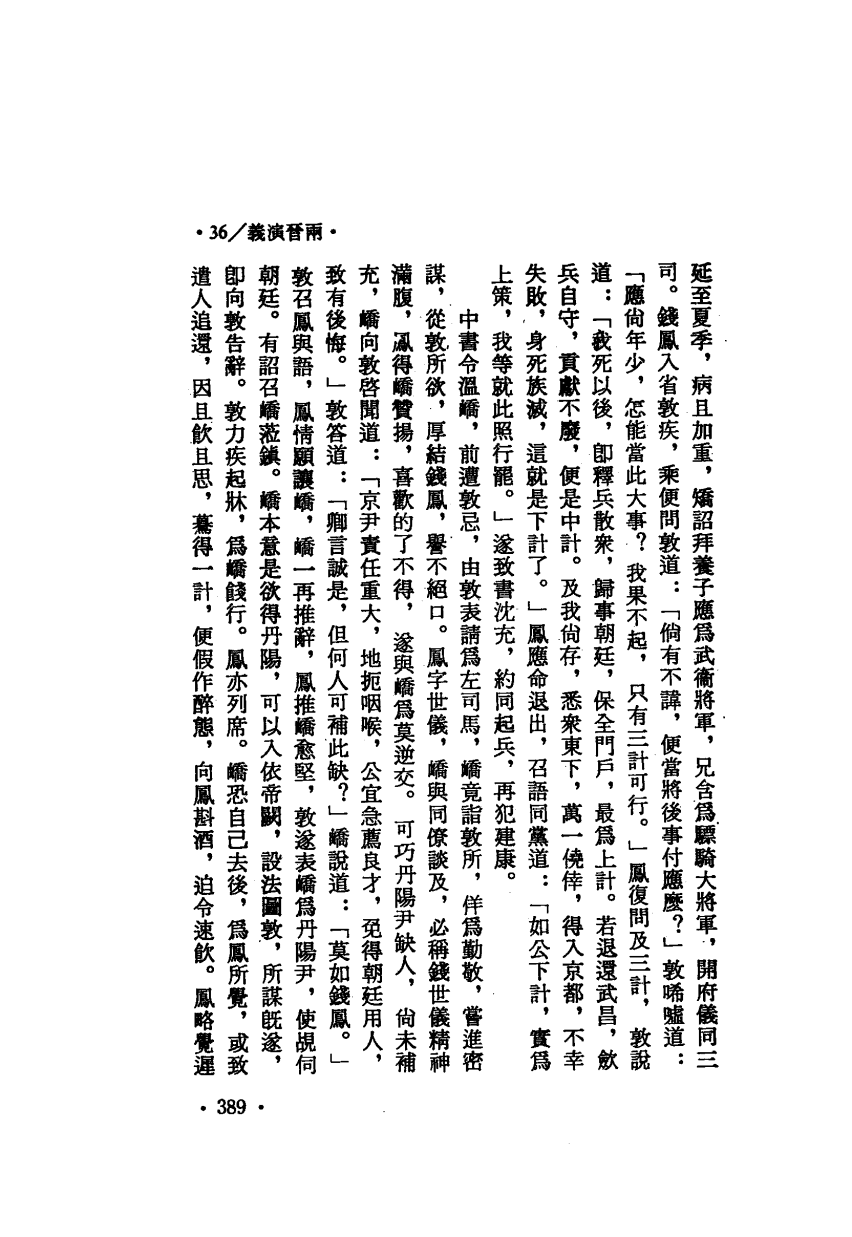 ·36/義演晉兩·
延至夏季，病且加重，矯詔拜養子應爲武衞將軍，兄含爲驃騎大將軍，開府儀同三
司。錢鳳入省敦疾，乘便問敦道：「倘有不諱，便當將後事付應麼？」敦唏噓道：
「應尙年少，怎能當此大事？我果不起，只有三計可行。」鳳復問及三計，敦說
道：「我死以後，卽釋兵散衆，歸事朝廷，保全門戶，最爲上計。若退還武昌，斂
兵自守，貢獻不廢，便是中計。及我尙存，悉衆東下，萬一僥倖，得入京都，不幸
失敗，身死族滅，這就是下計了。」鳳應命退出，召語同黨道：「如公下計，實爲
上策，我等就此照行罷。」遂致書沈充，約同起兵，再犯建康。
中書令溫嶠，前遭敦忌，由敦表請爲左司馬，嶠竟詣敦所，佯爲勤敬，嘗進密
謀，從敦所欲，厚結錢鳳，譽不絕口。鳳字世儀，嶠與同僚談及，必稱錢世儀精神
滿腹，鳳得嶠贊揚，喜歡的了不得，遂與嶠爲莫逆交。可巧丹陽尹缺人，尙未補
充，嶠向敦啓聞道：「京尹責任重大，地扼咽喉，公宜急薦良才，免得朝廷用人，
致有後悔。」敦答道：「卿言誠是，但何人可補此缺？」嶠說道：「莫如錢鳳。」
敦召鳳與語，鳳情願讓嶠，嶠一再推辭，鳳推嶠愈堅，敦遂表嶠爲丹陽尹，使覘伺
朝廷。有詔召嶠蒞鎮。嶠本意是欲得丹陽，可以入依帝闕，設法圖敦，所謀旣遂，
卽向敦告辭。敦力疾起牀，爲嶠餞行。鳳亦列席。嶠恐自己去後，爲鳳所覺，或致
遣人追還，因且飮且思，驀得一計，便假作醉態，向鳳斟酒，迫令速飮。鳳略覺遲
·389·